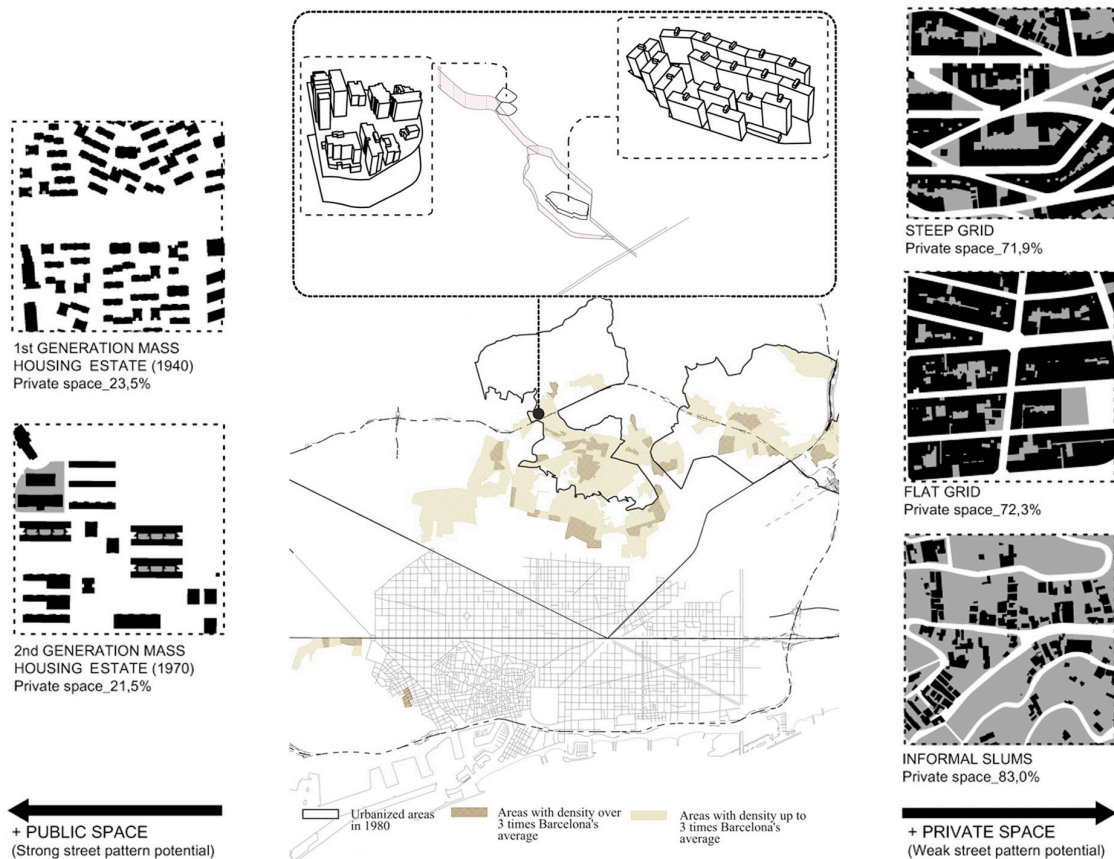 1st GENERATION MASS
HOUSING ESTATE (1940)
Private space_23,5%
2nd GENERATION MASS
HOUSING ESTATE (1970)
Private space_21,5%
+ PUBLIC SPACE
(Strong street pattern potential)
Urbanized areas
in 1980
Areas with density over
3 times Barcelona's
average
Areas with density up to
3 times Barcelona's
average
STEEP GRID
Private space_71,9%
FLAT GRID
Private space_72,3%
INFORMAL SLUMS
Private space_83,0%
+ PRIVATE SPACE
(Weak street pattern potential)